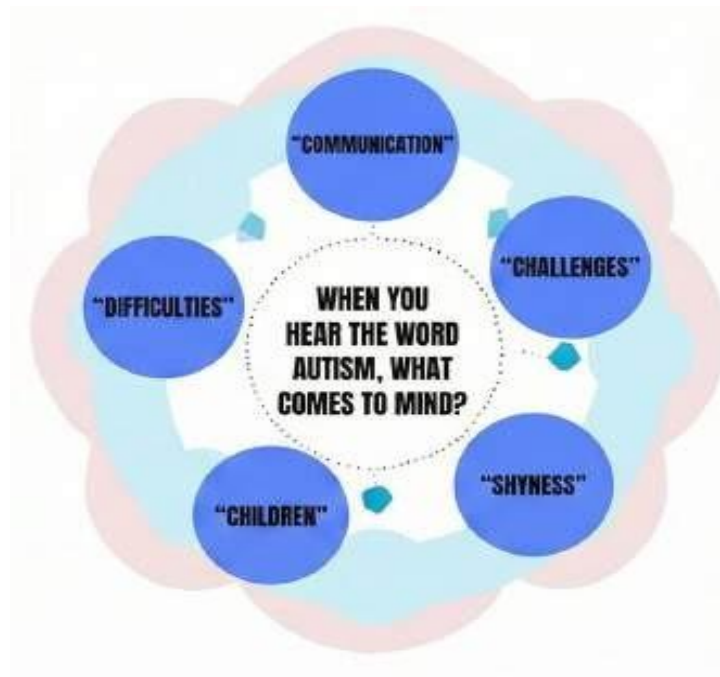 “COMMUNICATION”
“CHALLENGES”
“DIFFICULTIES”
WHEN YOU
HEAR THE WORD
AUTISM, WHAT
COMES TO MIND?
“SHYNESS”
“CHILDREN”